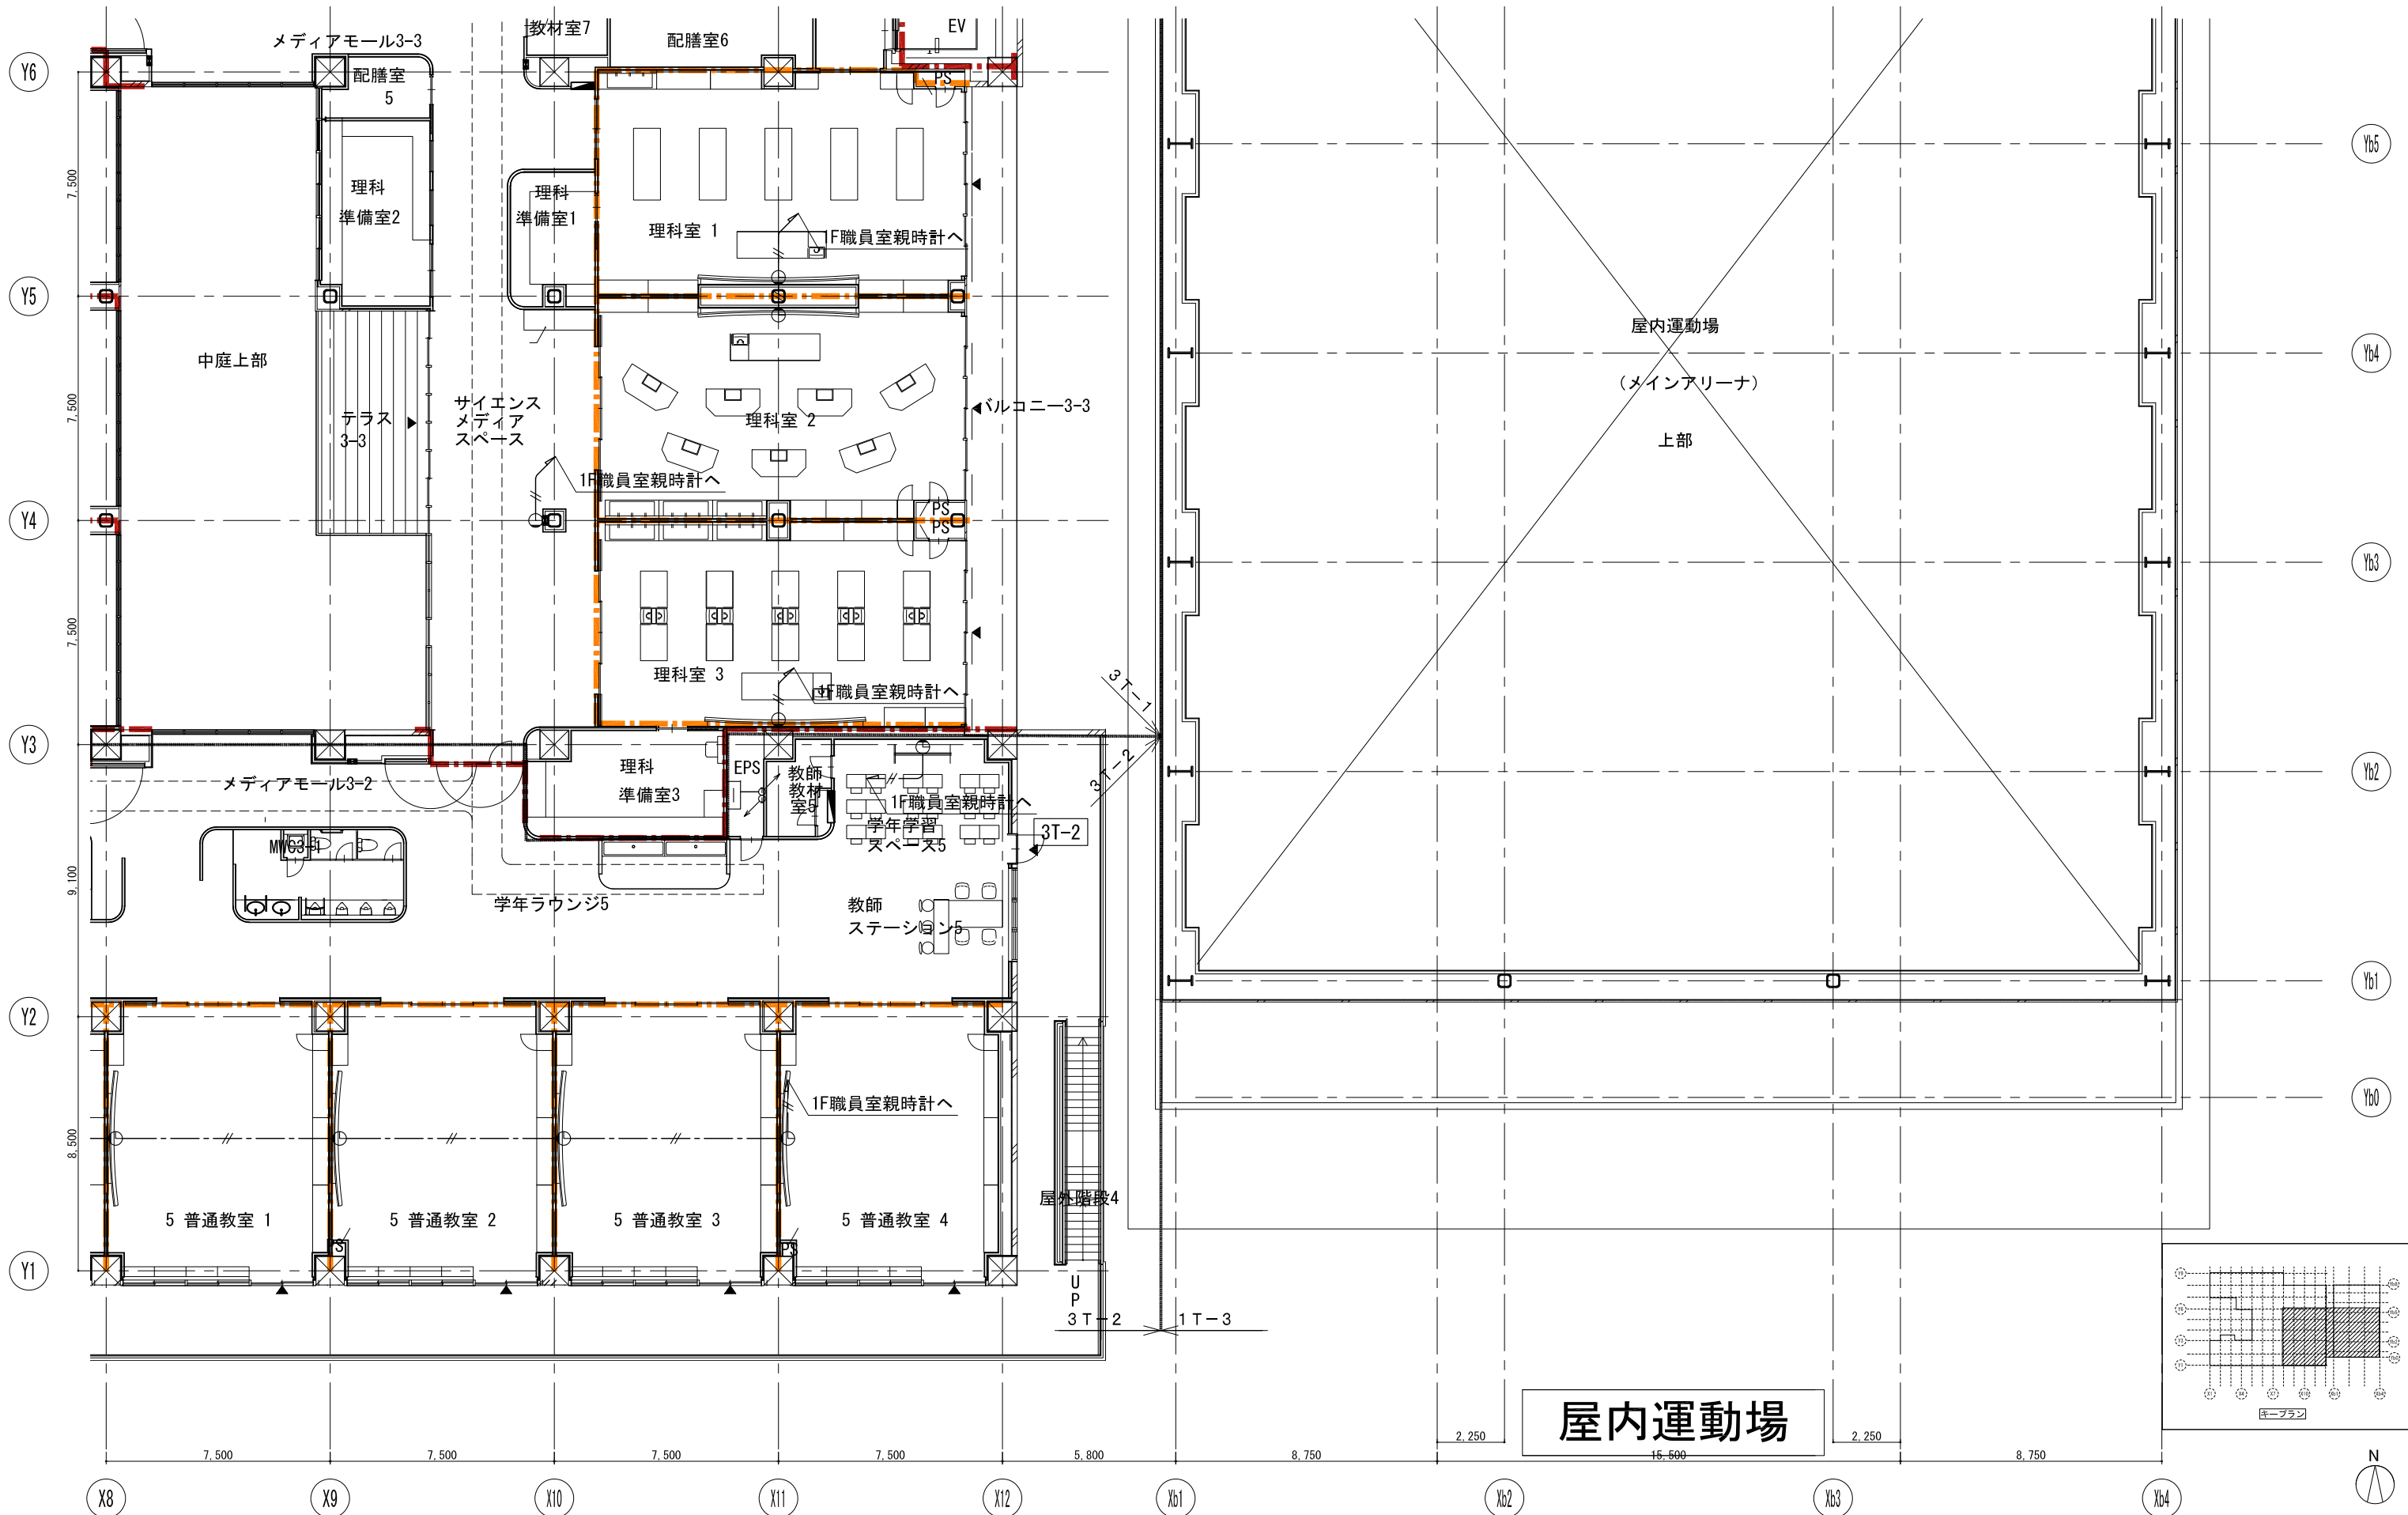 教材室7
EV
メディアモール3-3
配膳室6
Y6
配膳室
5
PS
Yb5
7,500
理科
準備室2
理科
準備室1
理科室 1
1F職員室親時計へ
Y5
屋内運動場
Yb4
中庭上部
（メインアリーナ）
テラス
3-3
サイエンス
メディア
スペース
理科室 2
バルコニー3-3
上部
7,500
1F職員室親時計へ
PS
PS
Y4
Yb3
7,500
理科室 3
1F職員室親時計へ
3T-1
Y3
3T-2
メディアモール3-2
理科
準備室3
EPS
教師
教材
室5
1F職員室親時計へ
学年学習
スペース5
3T-2
Yb2
MWC3-1
9,100
学年ラウンジ5
教師
ステーション5
Yb1
Y2
Yb0
1F職員室親時計へ
8,500
屋外階段4
5 普通教室 1
5 普通教室 2
5 普通教室 3
5 普通教室 4
PS
Y1
U
P
3T-2
1T-3
キープラン
屋内運動場
7,500
7,500
7,500
7,500
5,800
8,750
2,250
15,500
2,250
8,750
N
X8
X9
X10
X11
X12
Xb1
Xb2
Xb3
Xb4